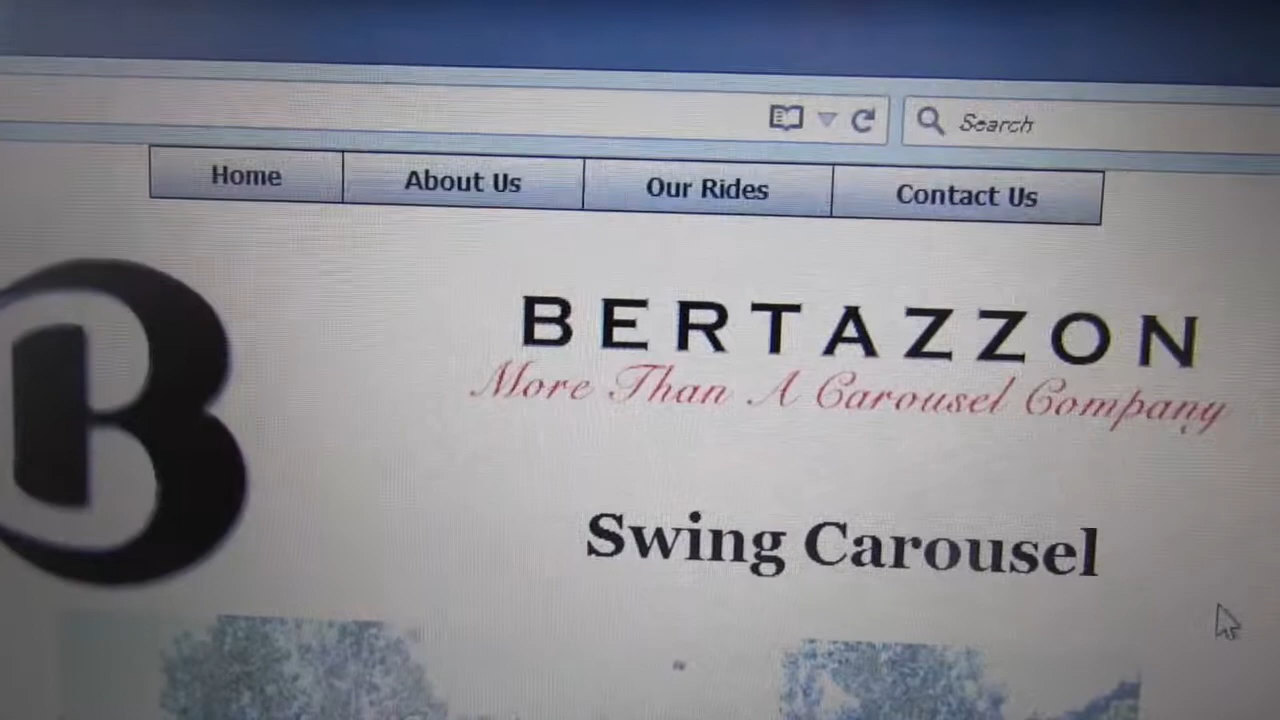 Search
Home About Us Our Rides Contact Us
B
BERTAZZON
More Than A Carousel Company
Swing Carousel